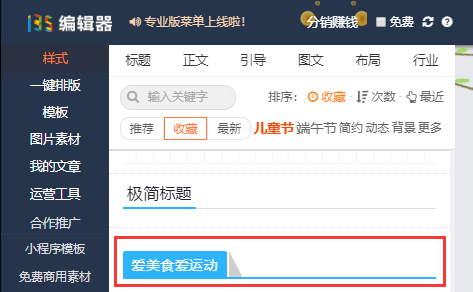 135 编辑器 专业版菜单上线啦! 分销赚钱 免费
样式
一键排版
模板
图片素材
我的文章
运营工具
合作推广
小程序模板
免费商用素材
标题 正文 引导 图文 布局 行业
输入关键字 排序: 收藏 次数 最近
推荐 收藏 最新 儿童节 端午节 简约 动态 背景 更多
极简标题
爱美食爱运动